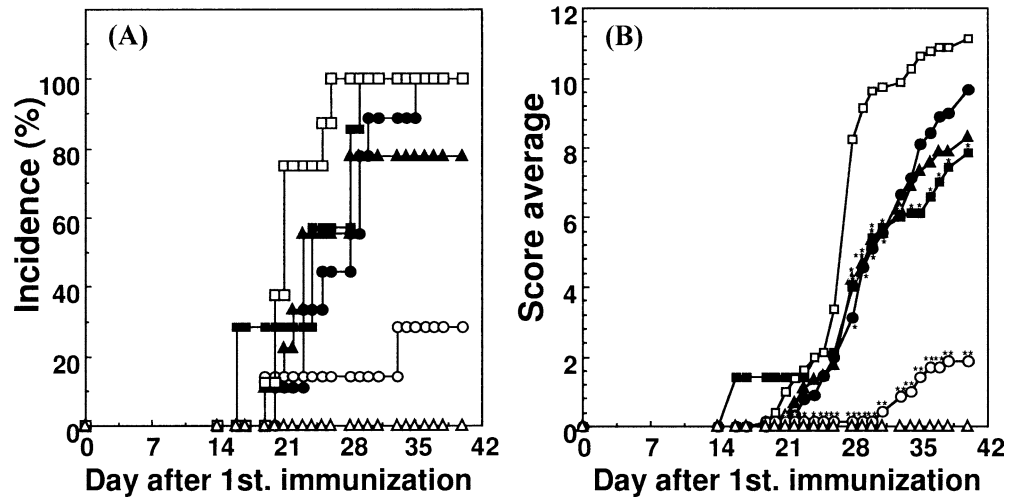 (A)
Incidence (%)
100
80
60
40
20
0
0 7 14 21 28 35 42
Day after 1st. immunization
(B)
Score average
12
10
8
6
4
2
0
0 7 14 21 28 35 42
Day after 1st. immunization